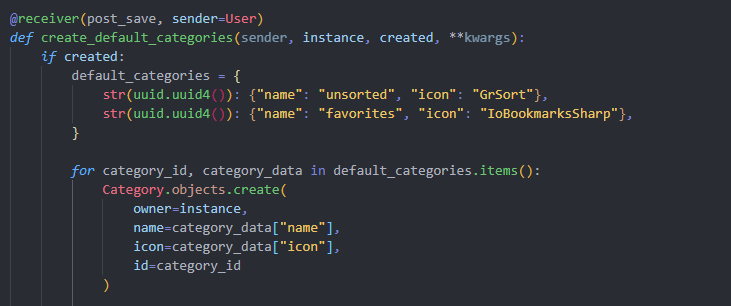 @receiver(post_save, sender=User)
def create_default_categories(sender, instance, created, **kwargs):
    if created:
        default_categories = {
            str(uuid.uuid4()): {"name": "unsorted", "icon": "GrSort"},
            str(uuid.uuid4()): {"name": "favorites", "icon": "IoBookmarksSharp"},
        }

        for category_id, category_data in default_categories.items():
            Category.objects.create(
                owner=instance,
                name=category_data["name"],
                icon=category_data["icon"],
                id=category_id
            )